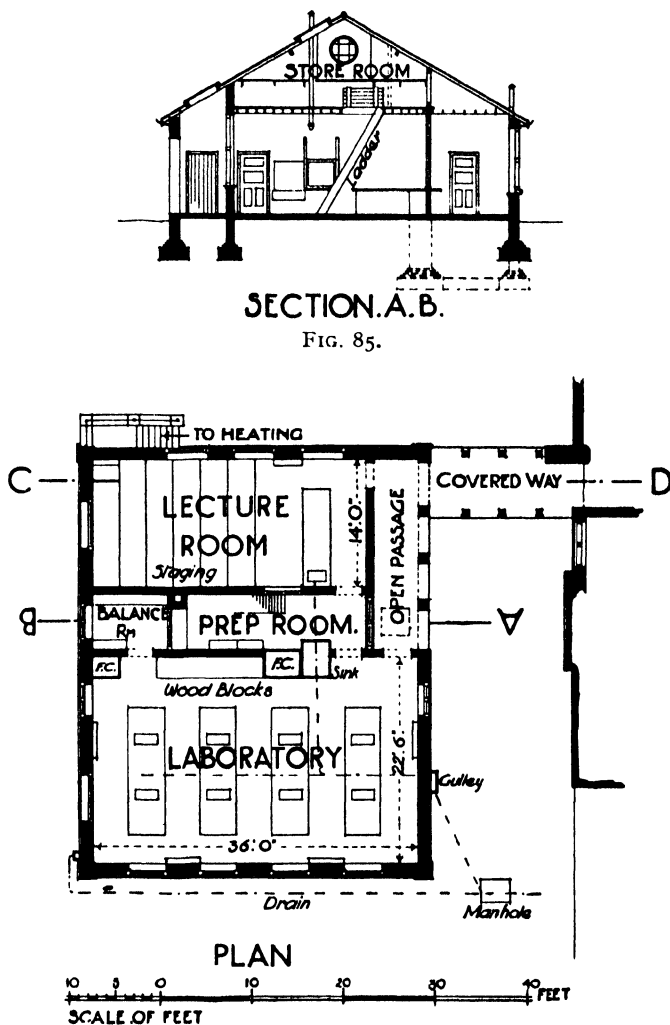 STORE ROOM
Ladder
SECTION.A.B.
FIG. 85.
TO HEATING
C
COVERED WAY
D
LECTURE
ROOM
14'.0"
OPEN PASSAGE
Staging
B
BALANCE
RM
PREP ROOM.
A
F.C.
F.C.
Sink
Wood Blocks
LABORATORY
22'.6"
Gulley
36'.0"
Drain
Manhole
PLAN
10 5 0 10 20 30 40 FEET
SCALE OF FEET